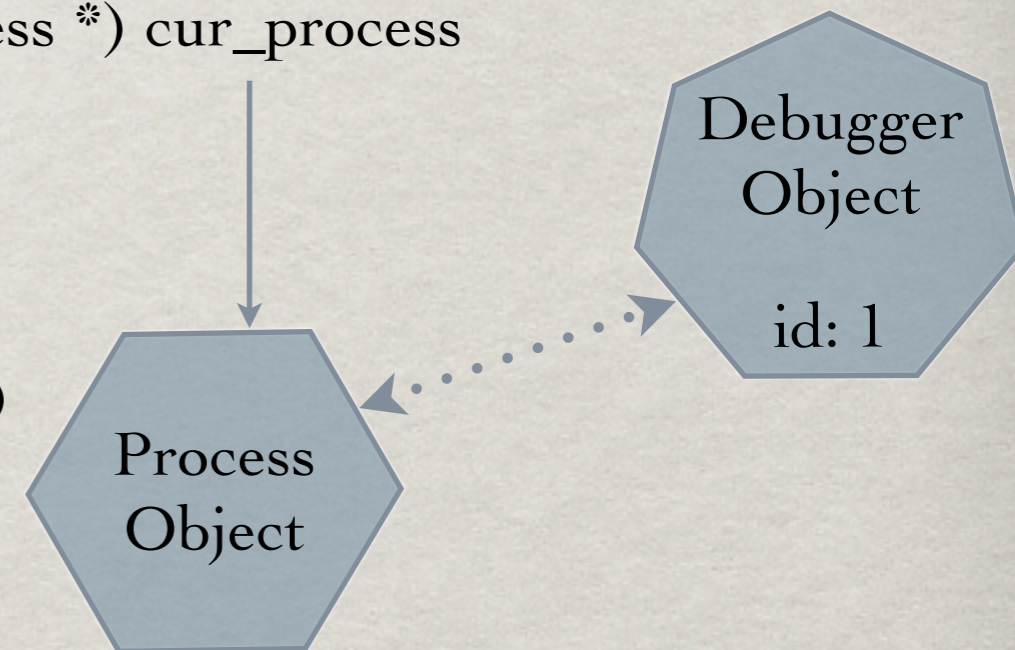 ess *) cur_process
Debugger
Object
id: 1
)
Process
Object